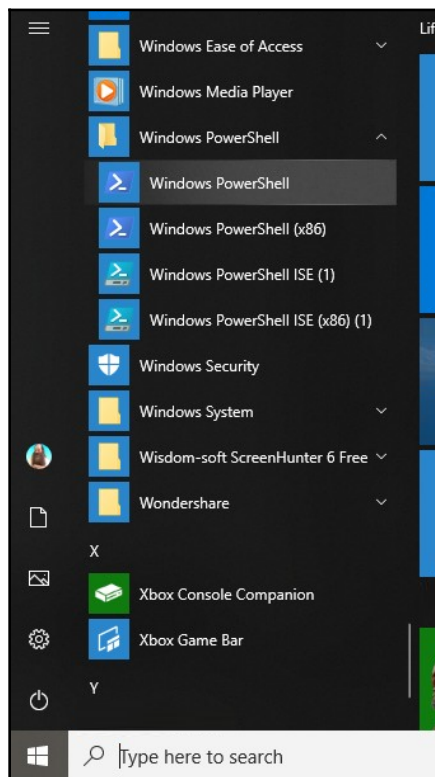 Lif
Windows Ease of Access
Windows Media Player
Windows PowerShell
Windows PowerShell
Windows PowerShell (x86)
Windows PowerShell ISE (1)
Windows PowerShell ISE (x86) (1)
Windows Security
Windows System
Wisdom-soft ScreenHunter 6 Free
Wondershare
X
Xbox Console Companion
Xbox Game Bar
Y
Type here to search